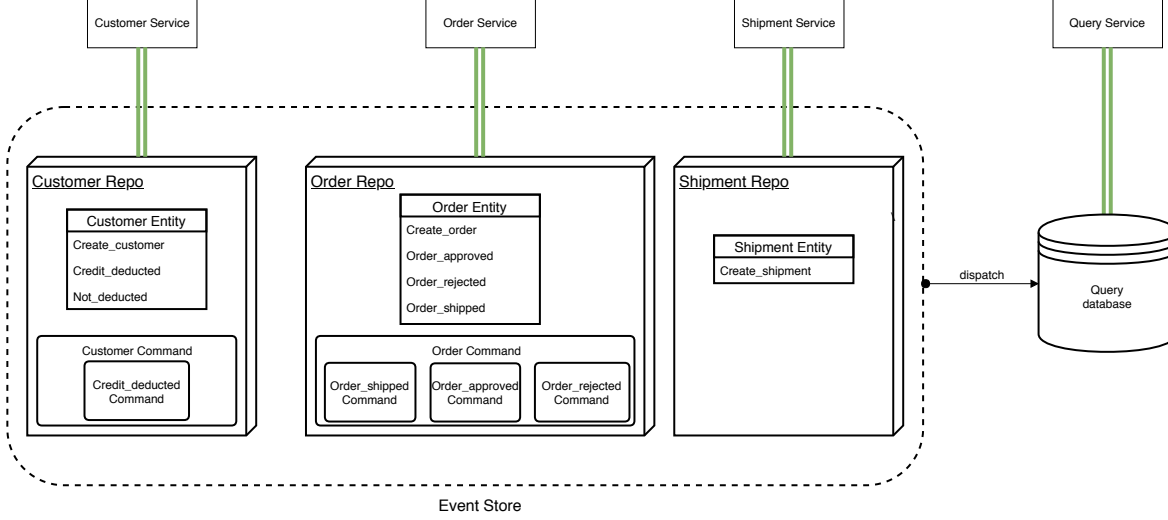 Customer Service
Order Service
Shipment Service
Query Service
Customer Repo
Customer Entity
Create_customer
Credit_deducted
Not_deducted
Customer Command
Credit_deducted
Command
Order Repo
Order Entity
Create_order
Order_approved
Order_rejected
Order_shipped
Order Command
Order_shipped
Command
Order_approved
Command
Order_rejected
Command
Shipment Repo
Shipment Entity
Create_shipment
dispatch
Query
database
Event Store